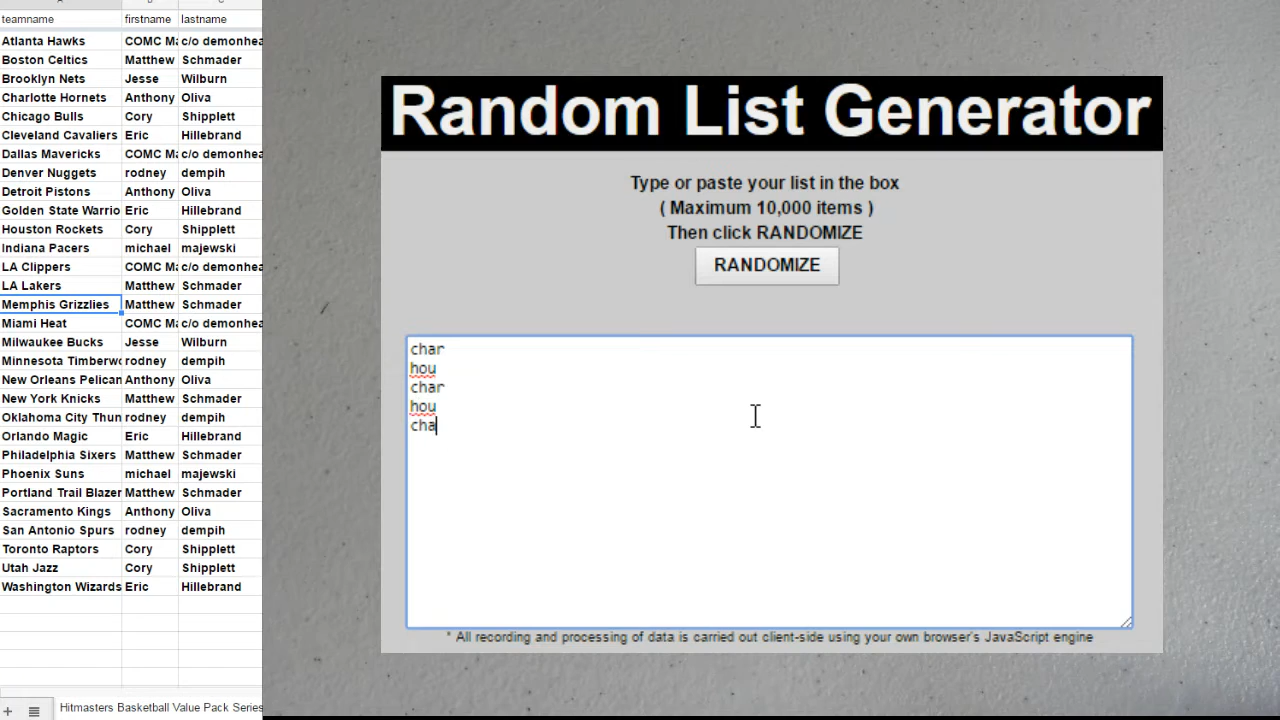 teamname firstname lastname
Atlanta Hawks COMC Ma c/o demonhea
Boston Celtics Matthew Schmader
Brooklyn Nets Jesse Wilburn
Charlotte Hornets Anthony Oliva
Chicago Bulls Cory Shipplett
Cleveland Cavaliers Eric Hillebrand
Dallas Mavericks COMC Ma c/o demonhea
Denver Nuggets rodney dempih
Detroit Pistons Anthony Oliva
Golden State Warrio Eric Hillebrand
Houston Rockets Cory Shipplett
Indiana Pacers michael majewski
LA Clippers COMC Ma c/o demonhea
LA Lakers Matthew Schmader
Memphis Grizzlies Matthew Schmader
Miami Heat COMC Ma c/o demonhea
Milwaukee Bucks Jesse Wilburn
Minnesota Timberwo rodney dempih
New Orleans Pelican Anthony Oliva
New York Knicks Matthew Schmader
Oklahoma City Thun rodney dempih
Orlando Magic Eric Hillebrand
Philadelphia Sixers Matthew Schmader
Phoenix Suns michael majewski
Portland Trail Blazer Matthew Schmader
Sacramento Kings Anthony Oliva
San Antonio Spurs rodney dempih
Toronto Raptors Cory Shipplett
Utah Jazz Cory Shipplett
Washington Wizards Eric Hillebrand
Hitmasters Basketball Value Pack Series
Random List Generator
Type or paste your list in the box
( Maximum 10,000 items )
Then click RANDOMIZE
RANDOMIZE
char
hou
char
hou
cha
* All recording and processing of data is carried out client-side using your own browser's JavaScript engine